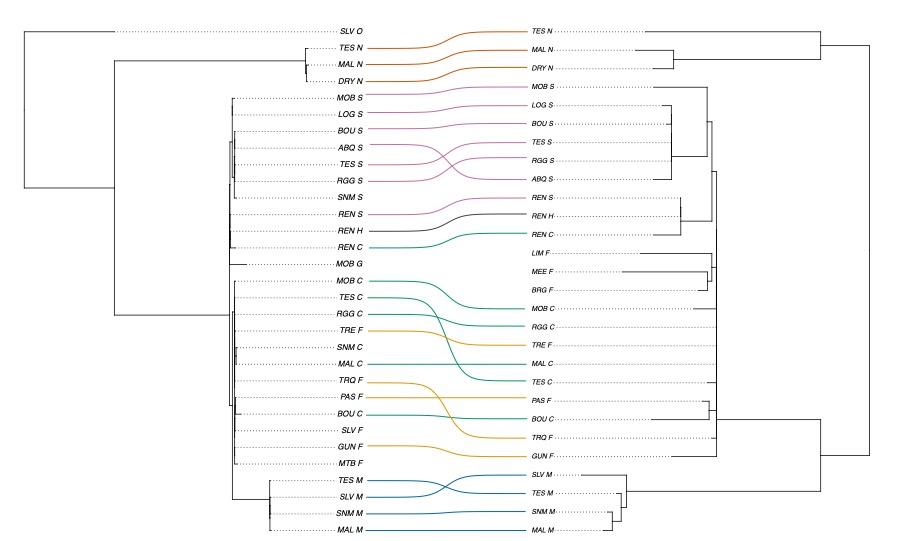 SLV O
TES N
MAL N
DRY N
MOB S
LOG S
BOU S
ABQ S
TES S
RGG S
SNM S
REN S
REN H
REN C
MOB G
MOB C
TES C
RGG C
TRE F
SNM C
MAL C
TRQ F
PAS F
BOU C
SLV F
GUN F
MTB F
TES M
SLV M
SNM M
MAL M
TES N
MAL N
DRY N
MOB S
LOG S
BOU S
TES S
RGG S
ABQ S
REN S
REN H
REN C
LIM F
MEE F
BRG F
MOB C
RGG C
TRE F
MAL C
TES C
PAS F
BOU C
TRQ F
GUN F
SLV M
TES M
SNM M
MAL M